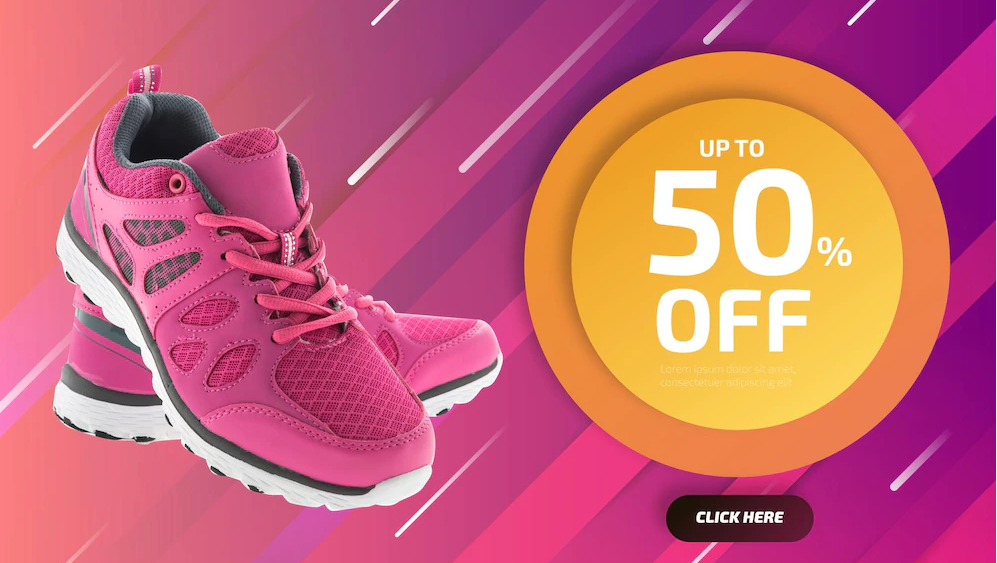 UP TO
50%
OFF
Lorem ipsum dolor sit amet,
consectetuer adipiscing elit
CLICK HERE